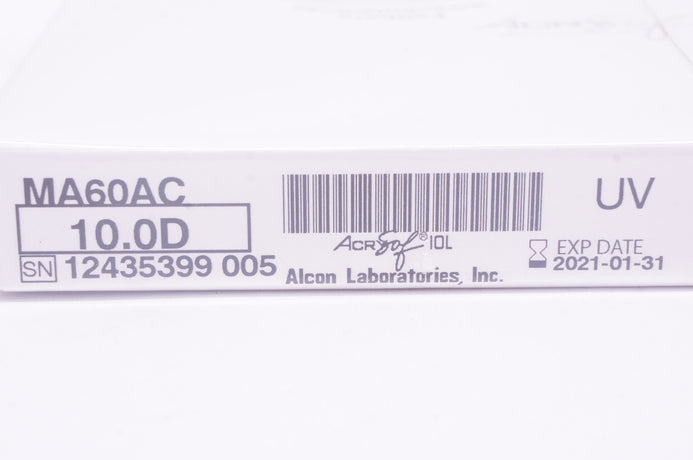 MA60AC
10.0D
SN 12435399 005
ACRYSof® IOL
Alcon Laboratories, Inc.
UV
EXP DATE
2021-01-31